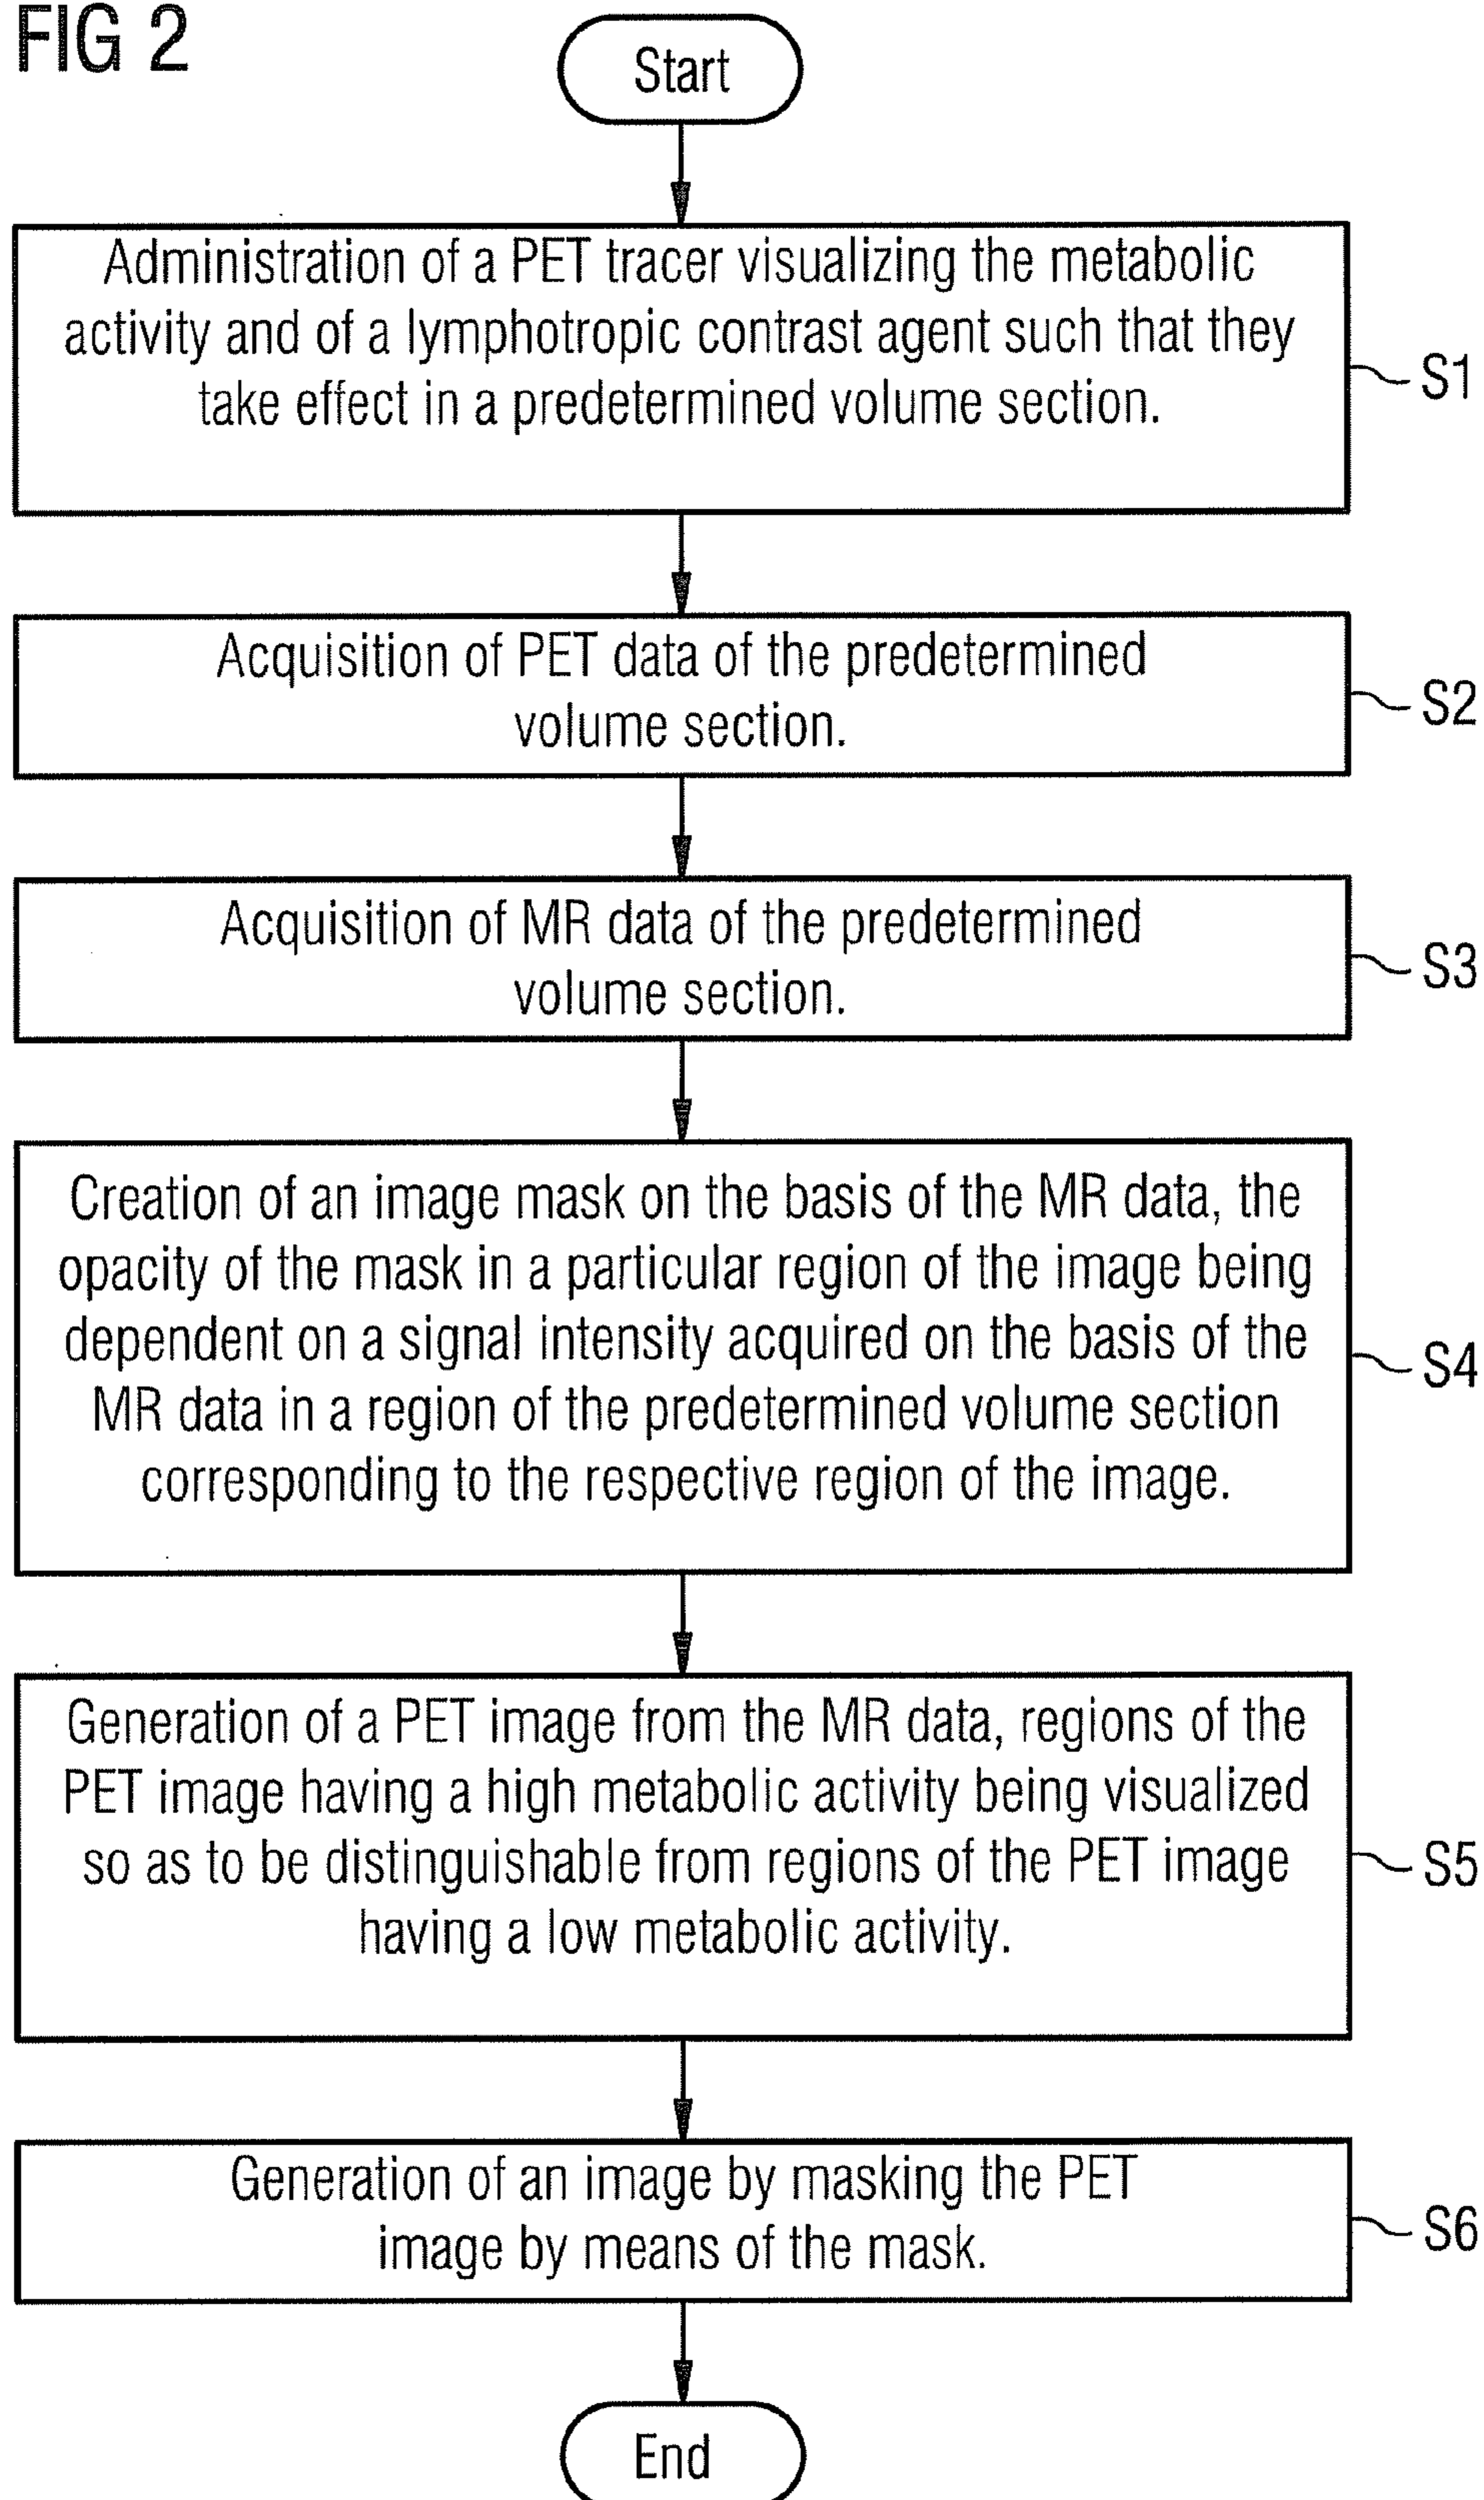 FIG 2
Start
Administration of a PET tracer visualizing the metabolic
activity and of a lymphotropic contrast agent such that they
take effect in a predetermined volume section.
S1
Acquisition of PET data of the predetermined
volume section.
S2
Acquisition of MR data of the predetermined
volume section.
S3
Creation of an image mask on the basis of the MR data, the
opacity of the mask in a particular region of the image being
dependent on a signal intensity acquired on the basis of the
MR data in a region of the predetermined volume section
corresponding to the respective region of the image.
S4
Generation of a PET image from the MR data, regions of the
PET image having a high metabolic activity being visualized
so as to be distinguishable from regions of the PET image
having a low metabolic activity.
S5
Generation of an image by masking the PET
image by means of the mask.
S6
End